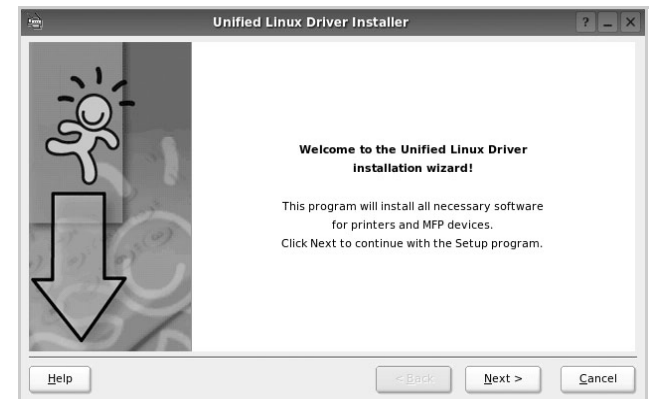 Unified Linux Driver Installer
Welcome to the Unified Linux Driver
installation wizard!
This program will install all necessary software
for printers and MFP devices.
Click Next to continue with the Setup program.
Help
< Back
Next >
Cancel